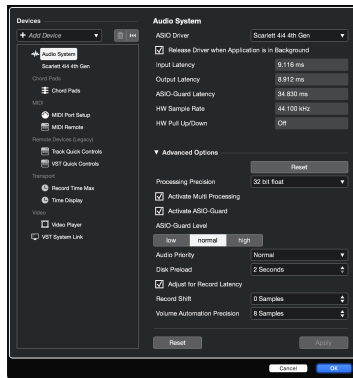 Devices
+ Add Device
Audio System
Scarlett 4i4 4th Gen
Chord Pads
Chord Pads
MIDI
MIDI Port Setup
MIDI Remote
Remote Devices (Legacy)
Track Quick Controls
VST Quick Controls
Transport
Record Time Max
Time Display
Video
Video Player
VST System Link
Audio System
ASIO Driver Scarlett 4i4 4th Gen
Release Driver when Application is in Background
Input Latency 9.116 ms
Output Latency 8.912 ms
ASIO-Guard Latency 34.830 ms
HW Sample Rate 44.100 kHz
HW Pull Up/Down Off
Advanced Options
Reset
Processing Precision 32 bit float
Activate Multi Processing
Activate ASIO-Guard
ASIO-Guard Level
low normal high
Audio Priority Normal
Disk Preload 2 Seconds
Adjust for Record Latency
Record Shift 0 Samples
Volume Automation Precision 8 Samples
Reset Apply
Cancel OK